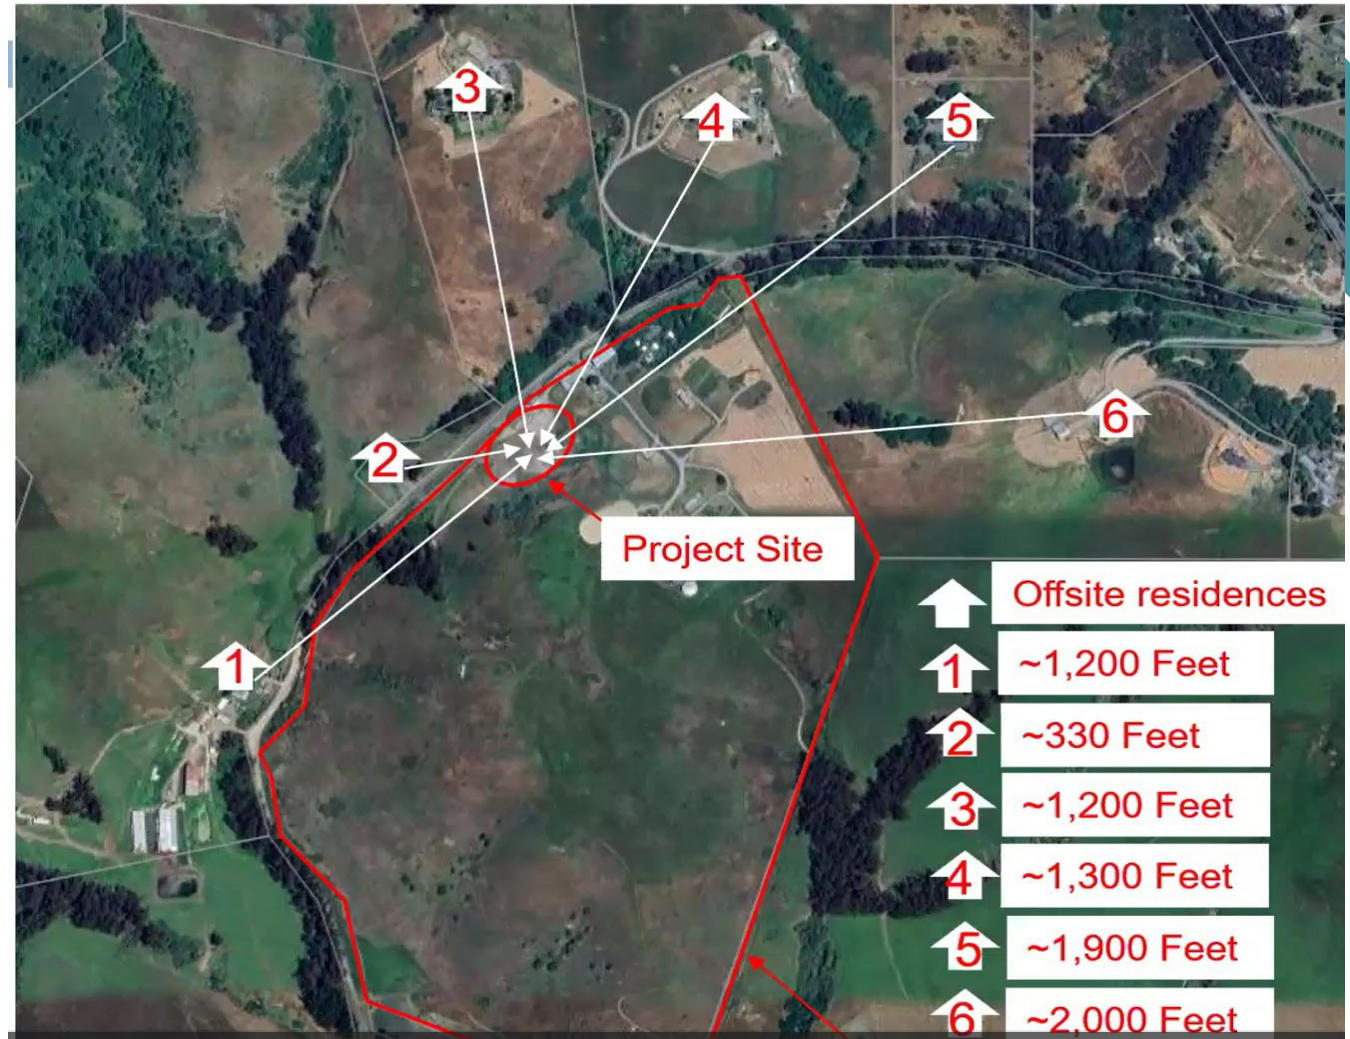 3
4
5
6
2
Project Site
1
Offsite residences
1 ~1,200 Feet
2 ~330 Feet
3 ~1,200 Feet
4 ~1,300 Feet
5 ~1,900 Feet
6 ~2,000 Feet